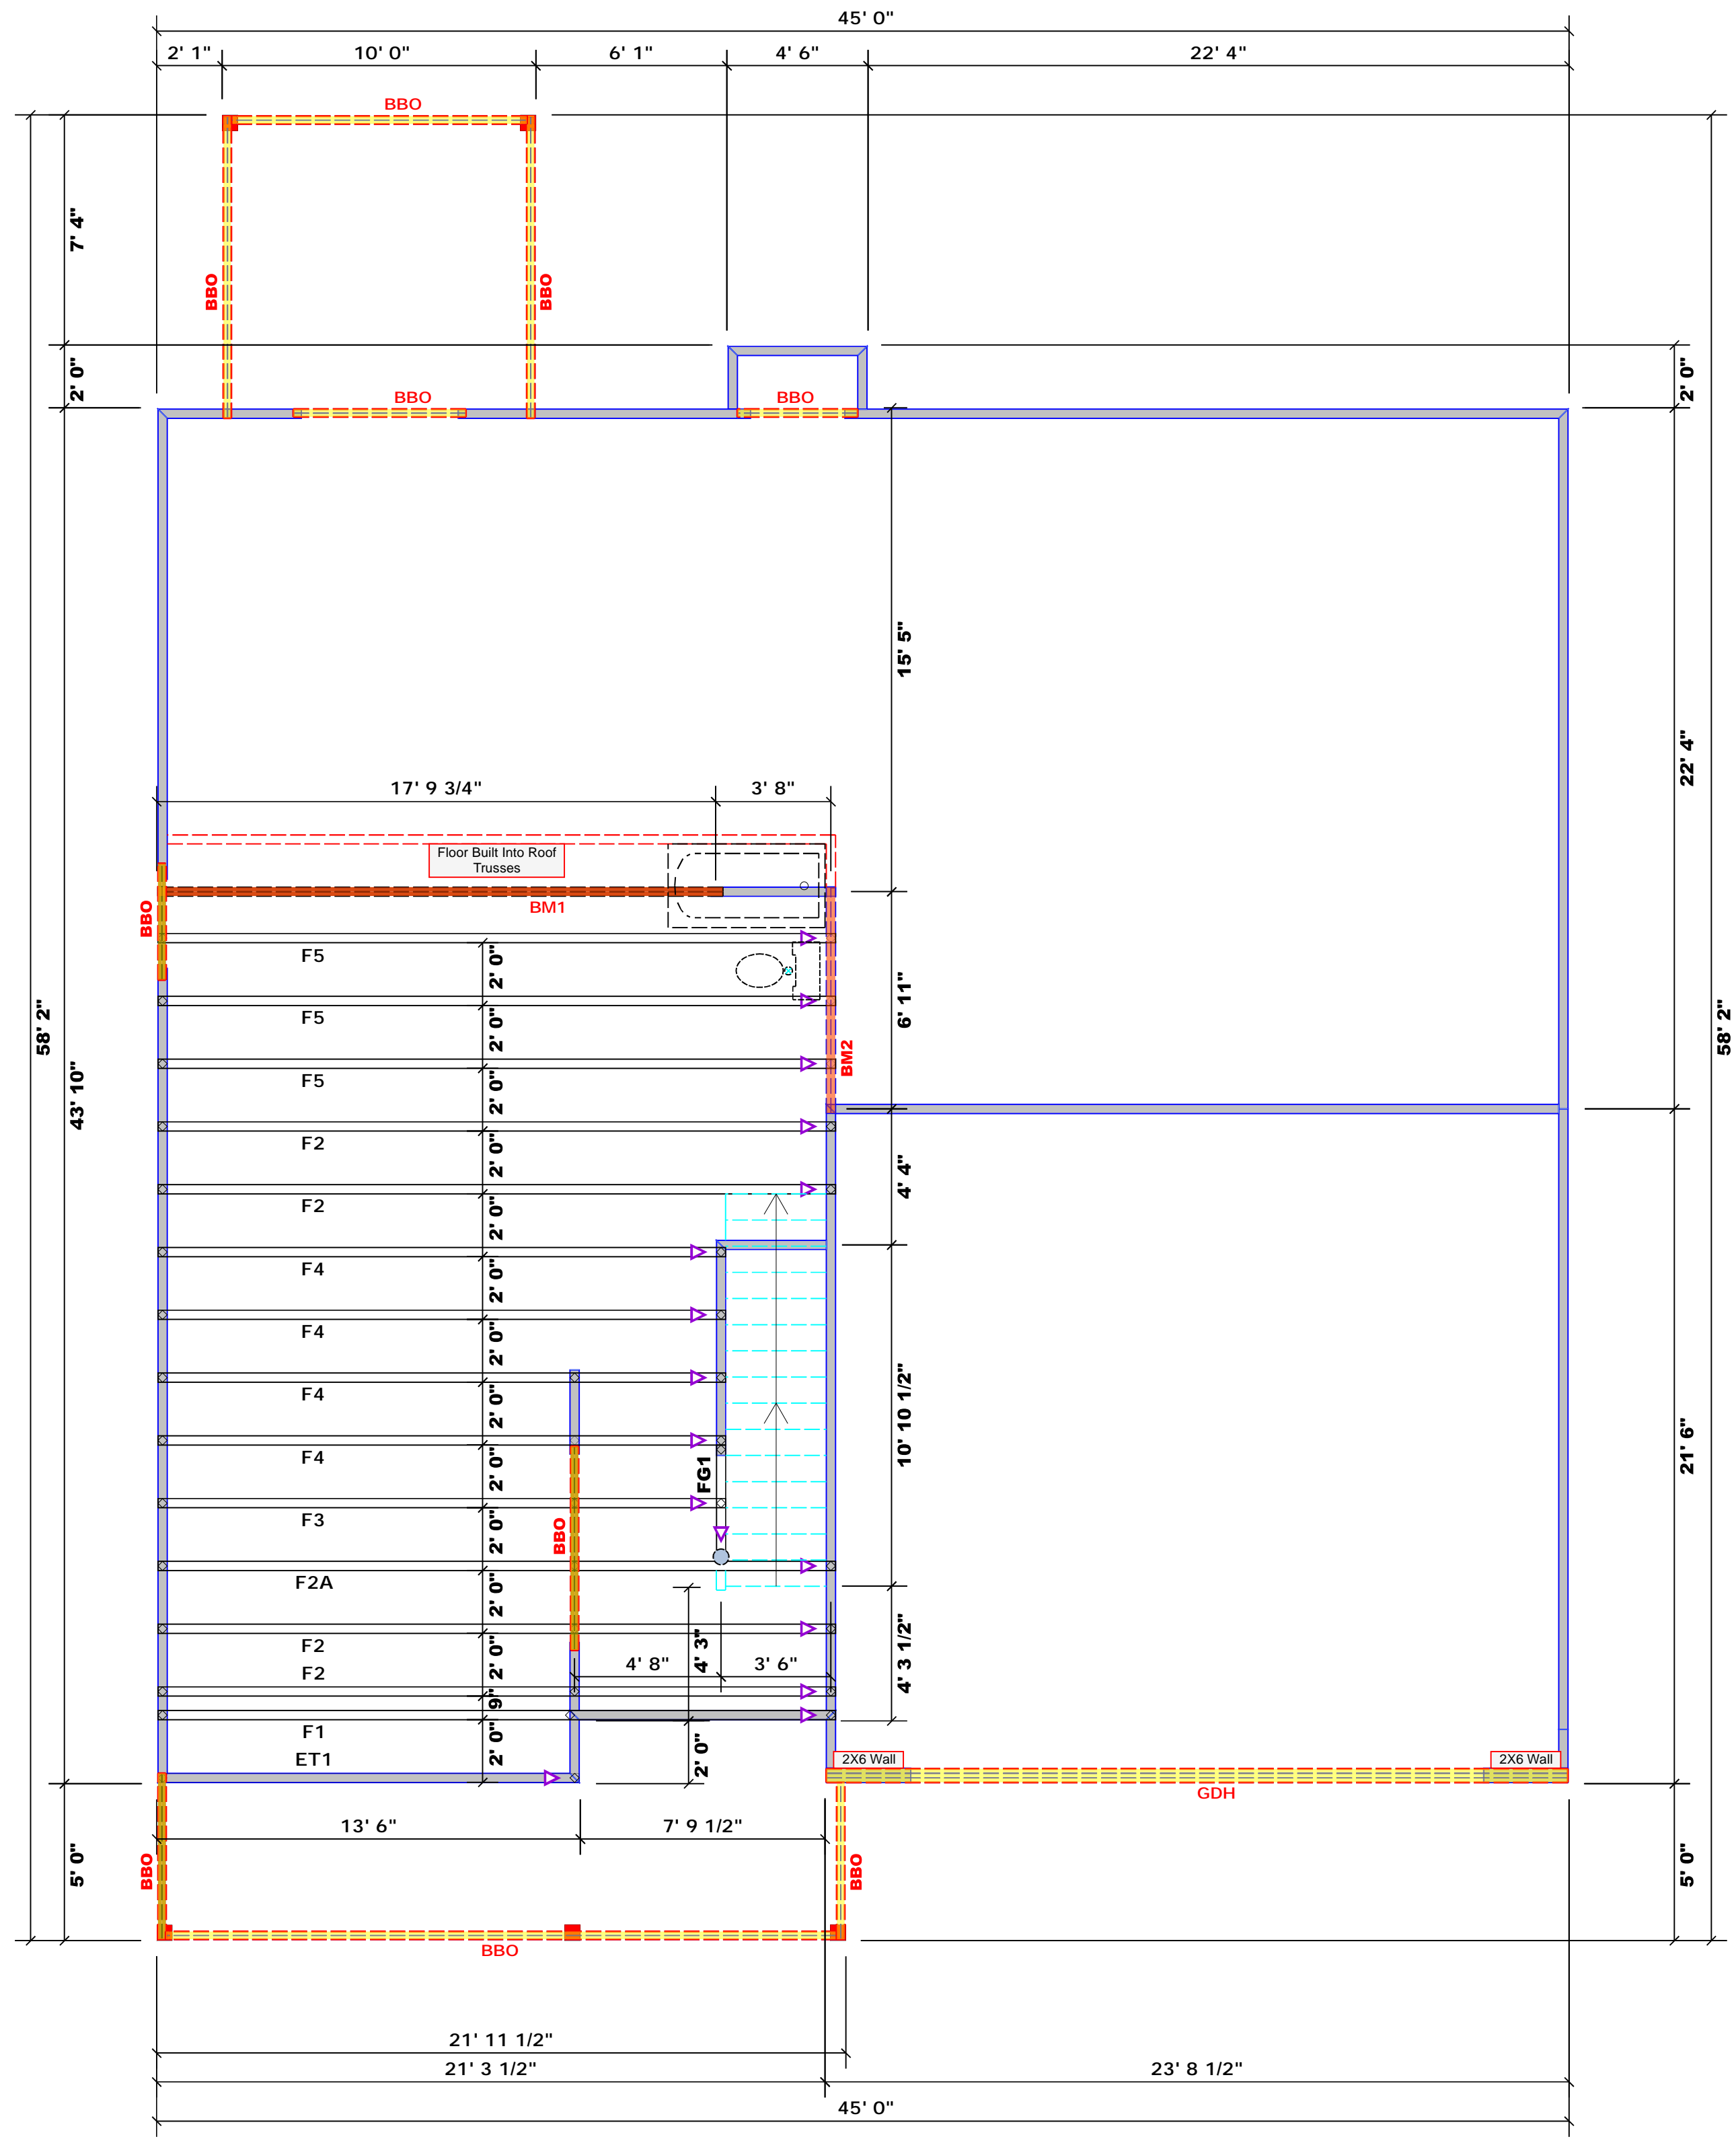 45' 0"
2' 1"
10' 0"
6' 1"
4' 6"
22' 4"
BBO
7' 4"
BBO
BBO
2' 0"
2' 0"
BBO
BBO
15' 5"
22' 4"
17' 9 3/4"
3' 8"
Floor Built Into Roof
Trusses
BM1
BBO
F5
2' 0"
6' 11"
58' 2"
58' 2"
F5
2' 0"
BM2
F5
2' 0"
43' 10"
F2
2' 0"
4' 4"
F2
2' 0"
F4
2' 0"
F4
2' 0"
F4
2' 0"
10' 10 1/2"
F4
2' 0"
FG1
21' 6"
F3
2' 0"
BBO
F2A
2' 0"
F2
2' 0"
4' 3"
4' 3 1/2"
F2
4' 8"
3' 6"
9"
F1
ET1
2' 0"
2' 0"
2X6 Wall
2X6 Wall
GDH
13' 6"
7' 9 1/2"
5' 0"
BBO
BBO
5' 0"
BBO
21' 11 1/2"
21' 3 1/2"
23' 8 1/2"
45' 0"